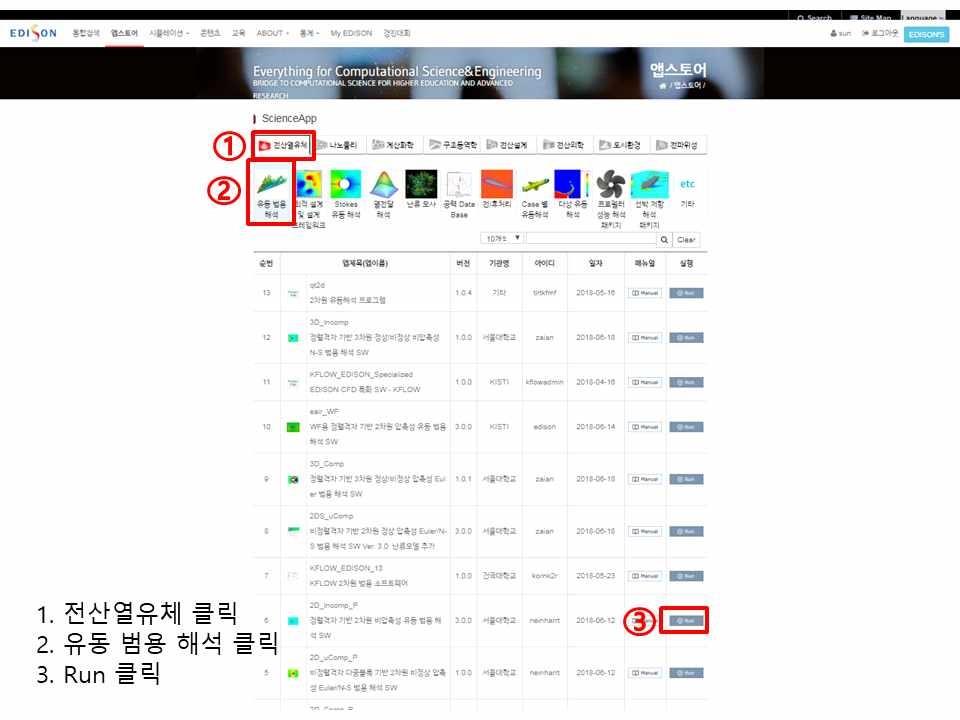 Search Site Map Language
EDISON 통합검색 앱스토어 시뮬레이션 콘텐츠 교육 ABOUT 통계 My EDISON 경진대회 sun 로그아웃 EDISON'S
Everything for Computational Science&Engineering
BRIDGE TO COMPUTATIONAL SCIENCE FOR HIGHER EDUCATION AND ADVANCED
RESEARCH
앱스토어
/ 앱스토어 /
ScienceApp
① 전산열유체 나노물리 계산화학 구조동역학 전산설계 전산의학 도시환경 전파위성
②
유동 범용 해석
최적 설계 및 설계
Stokes 유동 해석
열전달 해석
난류 모사
공력 Data Base
전/후처리
Case 별 유동해석
다상 유동 해석
프로펠러 성능 해석 패키지
선박 저항 해석 패키지
etc
기타
10개씩 Clear
순번 앱제목(앱이름) 버전 기관명 아이디 일자 매뉴얼 실행
qt2d
13 1.0.4 기타 2018-05-16 Manual Run
2차원 유동해석 프로그램
3D_Incomp
12 정렬격자 기반 3차원 정상/비정상 비압축성 1.0.0 서울대학교 zaian 2018-06-18 Manual Run
N-S 범용 해석 SW
KFLOW_EDISON_Specialized
11 1.0.0 KISTI kflowadmin 2018-04-16 Manual Run
EDISON CFD 특화 SW - KFLOW
eair_WF
10 WF용 정렬격자 기반 2차원 압축성 유동 범용 3.0.0 KISTI edison 2018-06-14 Manual Run
해석 SW
3D_Comp
9 정렬격자 기반 3차원 정상/비정상 압축성 Eul 1.0.1 서울대학교 zaian 2018-06-18 Manual Run
er 범용 해석 SW
2DS_uComp
8 비정렬격자 기반 2차원 정상 압축성 Euler/N- 3.0.0 서울대학교 zaian 2018-06-18 Manual Run
S 범용 해석 SW Ver. 3.0 난류모델 추가
KFLOW_EDISON_13
7 1.0.0 건국대학교 komk2r 2018-05-23 Manual Run
KFLOW 2차원 범용 소프트웨어
2D_Incomp_P
6 정렬격자 기반 2차원 비압축성 유동 범용 해 3.0.0 서울대학교 neinhart 2018-06-12 ③ Run
석 SW
2D_uComp_P
5 비정렬격자 다중블록 기반 2차원 비정상 압축 1.0.0 서울대학교 neinhart 2018-06-12 Manual Run
성 Euler/N-S 범용 해석 SW
2D_Comp_P
1. 전산열유체 클릭
2. 유동 범용 해석 클릭
3. Run 클릭